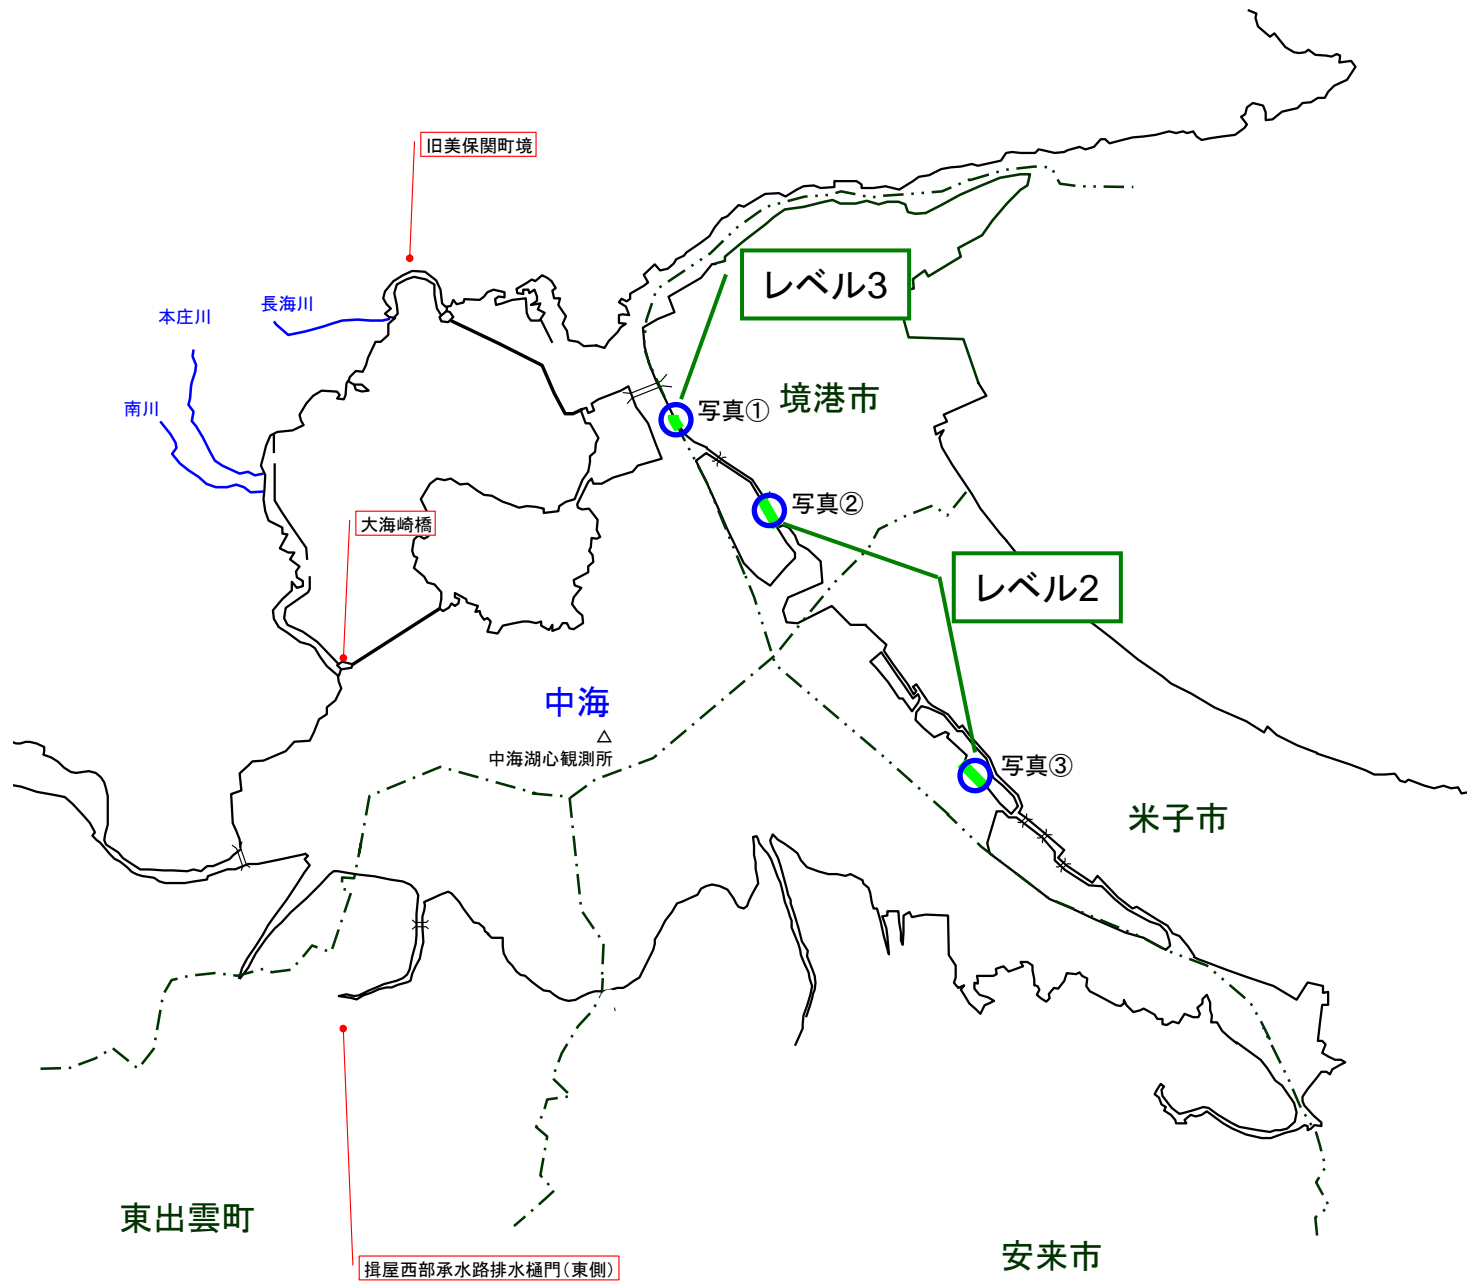 旧美保関町境
レベル3
長海川
本庄川
境港市
南川
写真①
写真②
大海崎橋
レベル2
中海
△
中海湖心観測所
写真③
米子市
東出雲町
安来市
揖屋西部承水路排水樋門(東側)